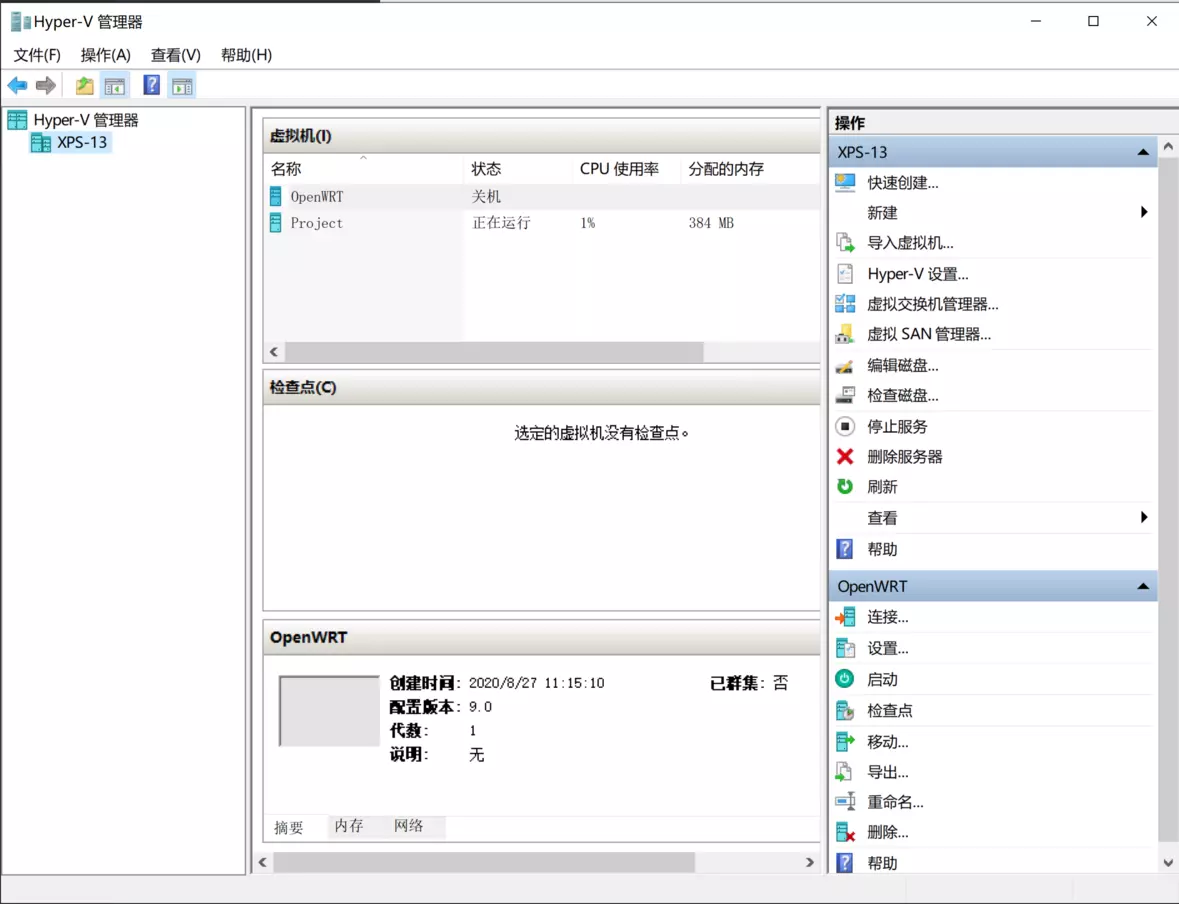 Hyper-V 管理器
文件(F) 操作(A) 查看(V) 帮助(H)
Hyper-V 管理器
XPS-13
虚拟机(I)
名称 状态 CPU 使用率 分配的内存
OpenWRT 关机
Project 正在运行 1% 384 MB
检查点(C)
选定的虚拟机没有检查点。
OpenWRT
创建时间: 2020/8/27 11:15:10 已群集: 否
配置版本: 9.0
代数: 1
说明: 无
摘要 内存 网络
操作
XPS-13
快速创建...
新建
导入虚拟机...
Hyper-V 设置...
虚拟交换机管理器...
虚拟 SAN 管理器...
编辑磁盘...
检查磁盘...
停止服务
删除服务器
刷新
查看
帮助
OpenWRT
连接...
设置...
启动
检查点
移动...
导出...
重命名...
删除...
帮助